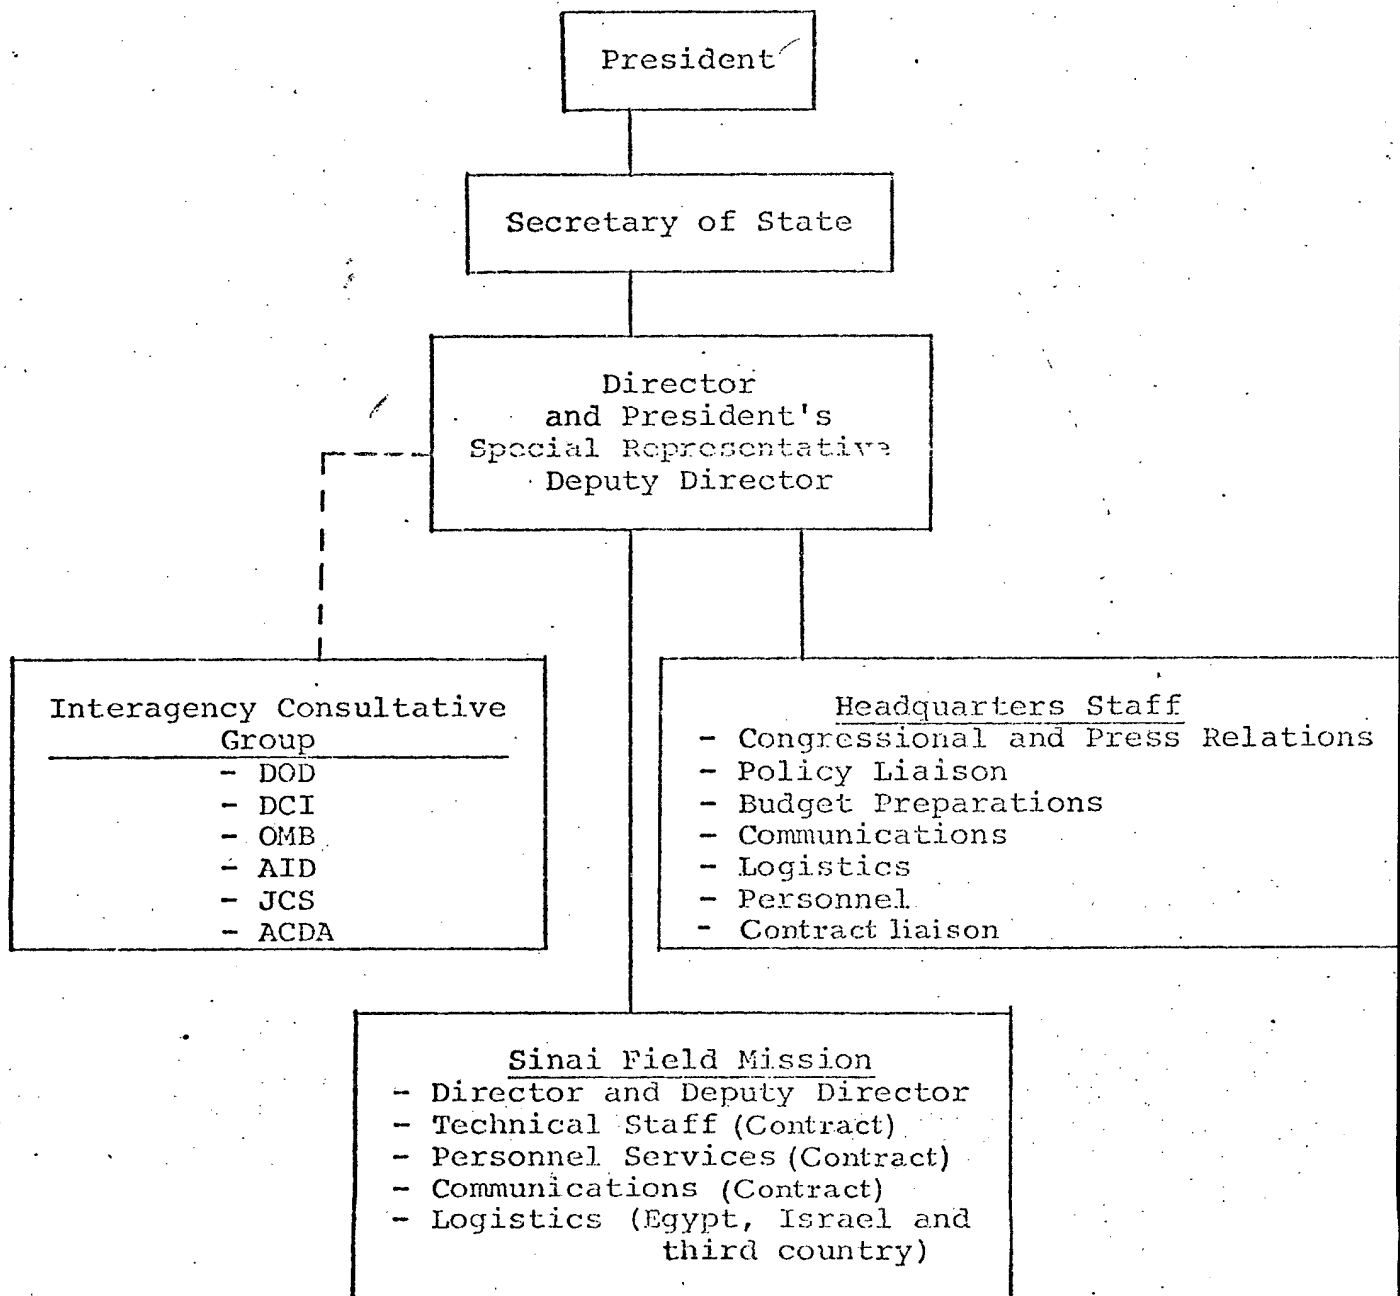 President
Secretary of State
Director
and President's
Special Representative
Deputy Director
Interagency Consultative
Group
- DOD
- DCI
- OMB
- AID
- JCS
- ACDA
Headquarters Staff
- Congressional and Press Relations
- Policy Liaison
- Budget Preparations
- Communications
- Logistics
- Personnel
- Contract liaison
Sinai Field Mission
- Director and Deputy Director
- Technical Staff (Contract)
- Personnel Services (Contract)
- Communications (Contract)
- Logistics (Egypt, Israel and
third country)